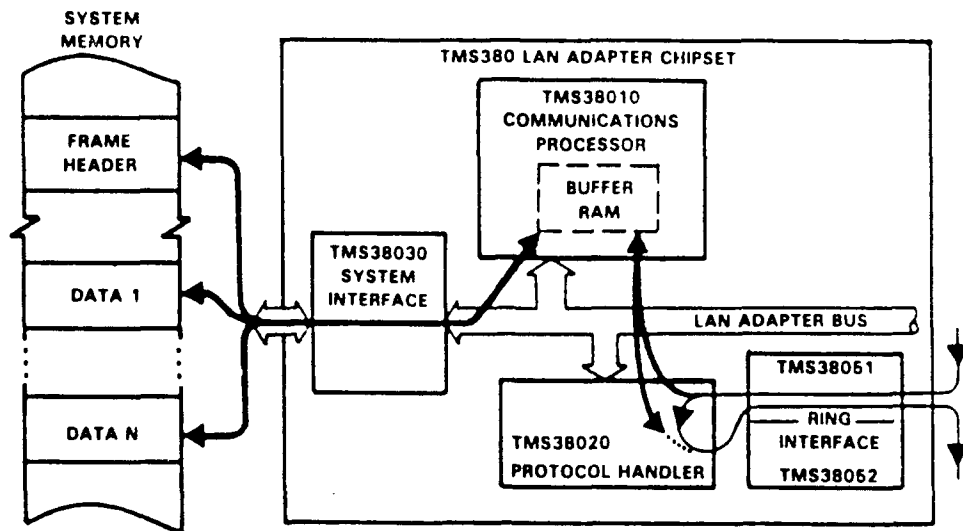 SYSTEM
MEMORY
FRAME
HEADER
DATA 1
DATA N
TMS380 LAN ADAPTER CHIPSET
TMS38010
COMMUNICATIONS
PROCESSOR
BUFFER
RAM
TMS38030
SYSTEM
INTERFACE
LAN ADAPTER BUS
TMS38020
PROTOCOL HANDLER
TMS38051
RING
INTERFACE
TMS38052